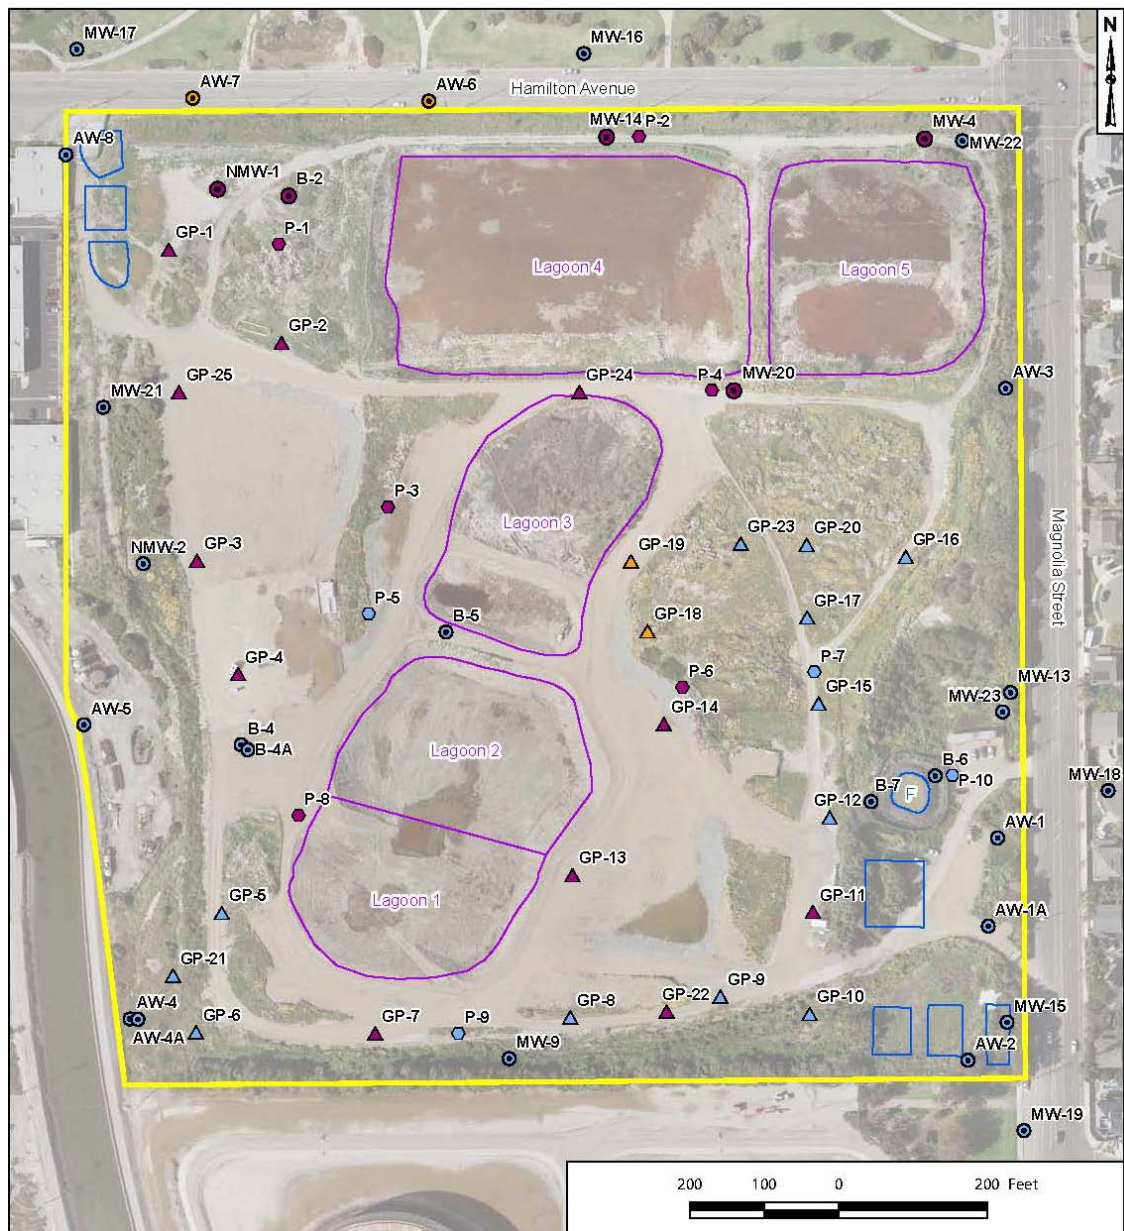 MW-17
MW-16
N
AW-7
AW-6
Hamilton Avenue
AW-8
MW-14
P-2
MW-4
MW-22
NMW-1
B-2
GP-1
P-1
Lagoon 4
Lagoon 5
GP-2
GP-25
MW-21
GP-24
P-4
MW-20
AW-3
P-3
Lagoon 3
GP-23
GP-20
GP-16
Magnolia Street
NMW-2
GP-3
GP-19
P-5
B-5
GP-18
GP-17
GP-4
P-6
P-7
MW-13
AW-5
GP-14
GP-15
MW-23
B-4
B-4A
Lagoon 2
B-6
P-10
MW-18
B-7
F
P-8
GP-12
AW-1
GP-13
Lagoon 1
GP-5
GP-11
AW-1A
GP-21
GP-9
AW-4
AW-4A
GP-6
GP-8
GP-22
GP-10
MW-15
GP-7
P-9
MW-9
AW-2
MW-19
200 100 0 200 Feet